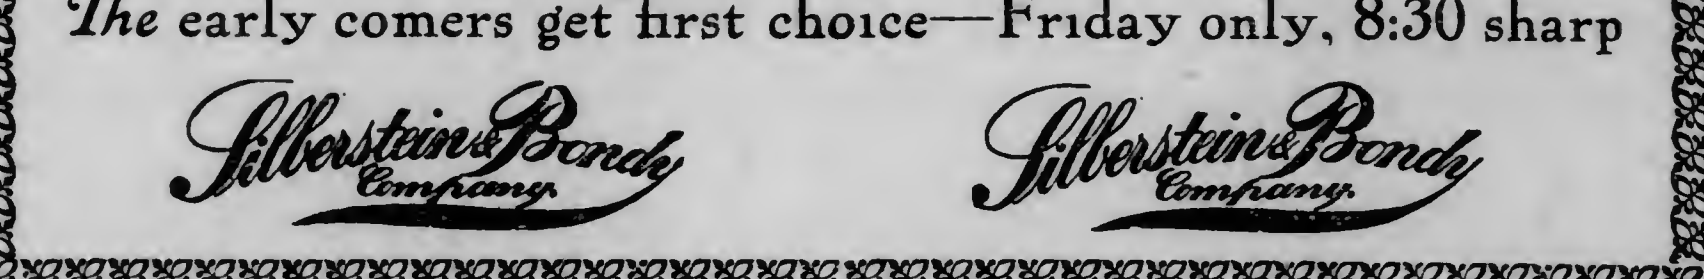 The early comers get first choice—Friday only, 8:30 sharp
Silberstein & Bondy Company. Silberstein & Bondy Company.